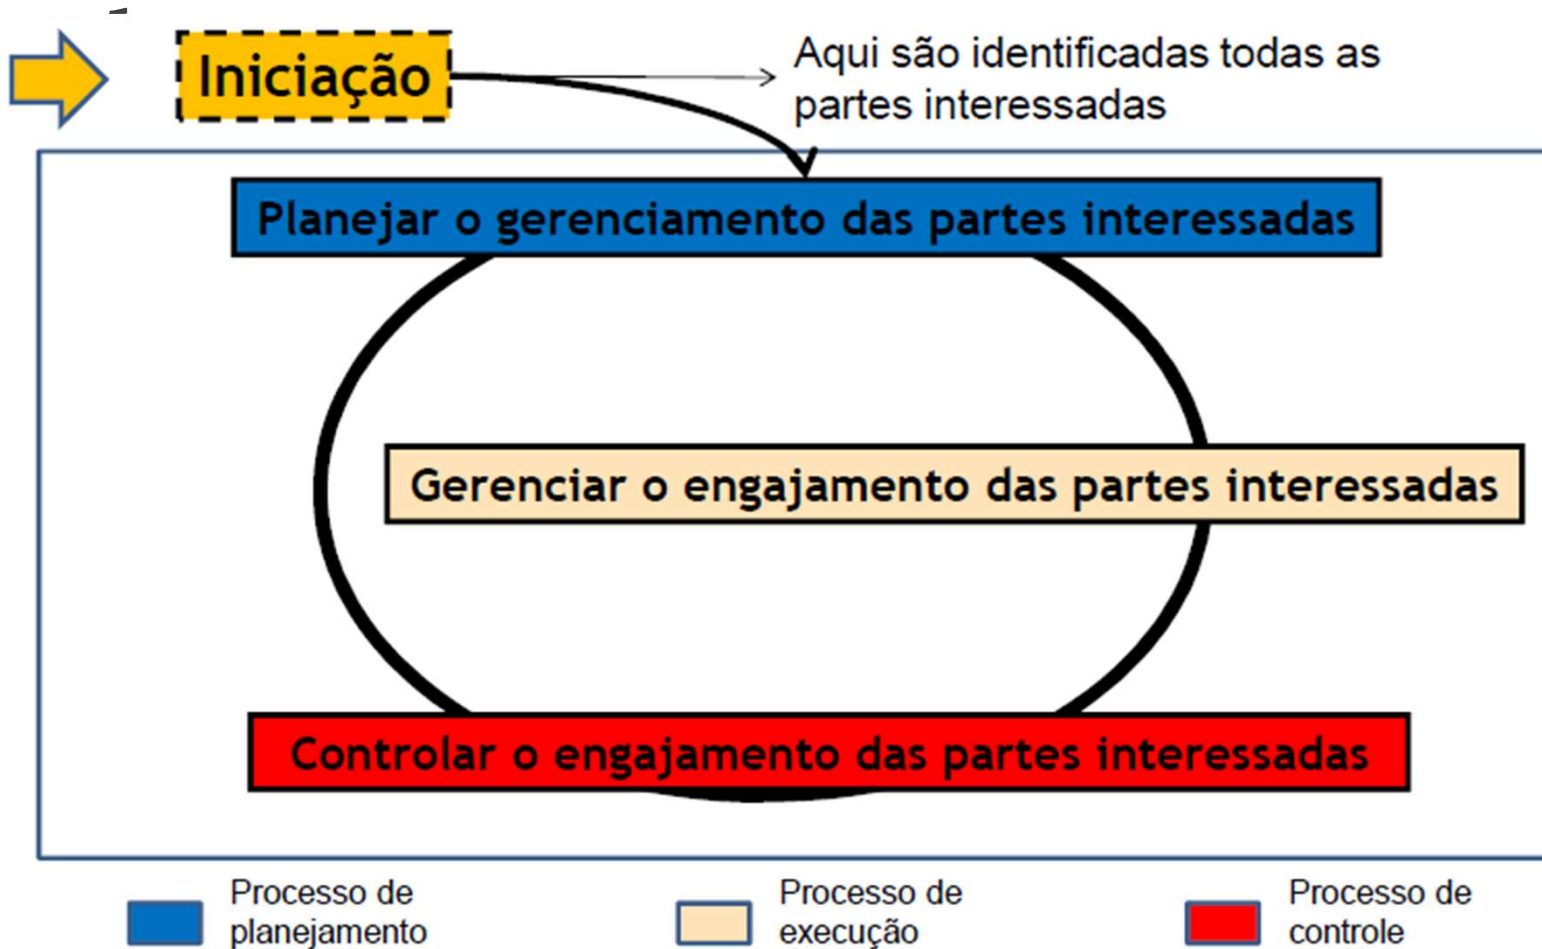 Iniciação
Aqui são identificadas todas as
partes interessadas
Planejar o gerenciamento das partes interessadas
Gerenciar o engajamento das partes interessadas
Controlar o engajamento das partes interessadas
Processo de
planejamento
Processo de
execução
Processo de
controle